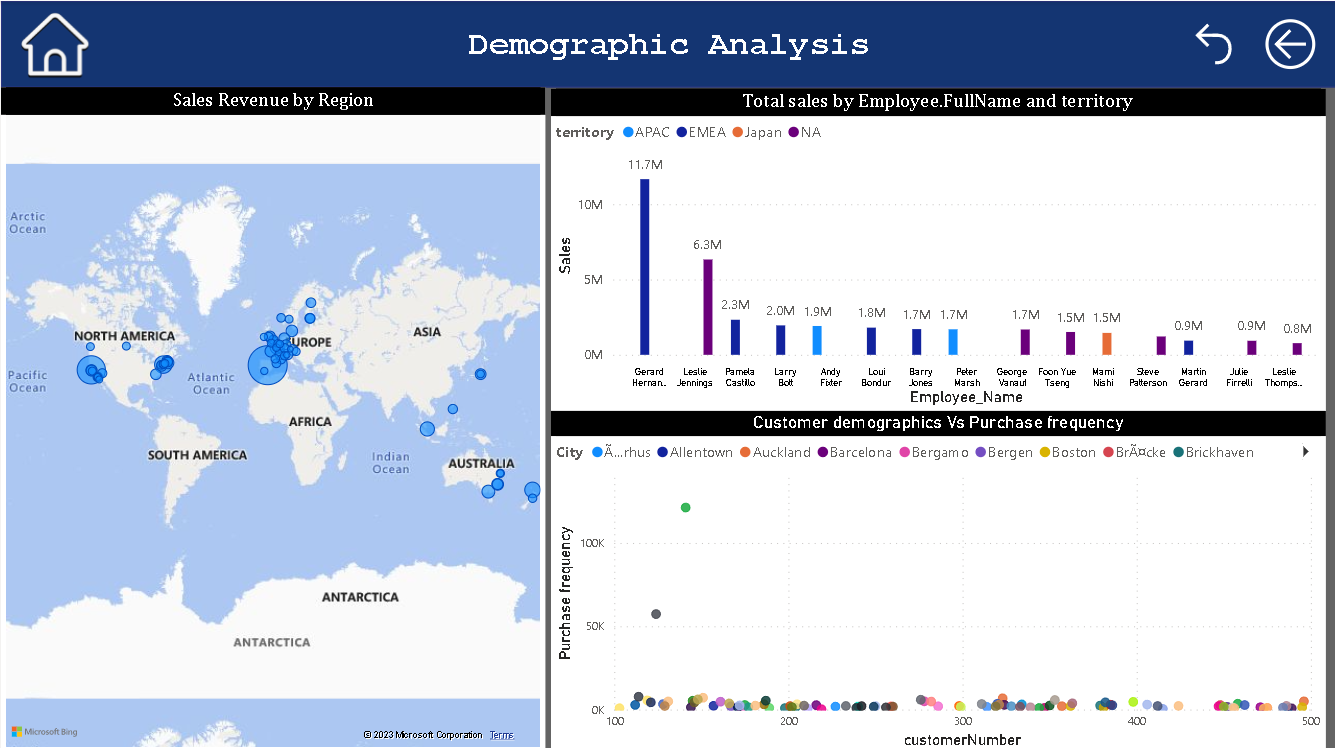 Demographic Analysis
Sales Revenue by Region
Arctic
Ocean
NORTH AMERICA
EUROPE
ASIA
Pacific
Ocean
Atlantic
Ocean
AFRICA
SOUTH AMERICA
Indian
Ocean
AUSTRALIA
ANTARCTICA
ANTARCTICA
Microsoft Bing
© 2023 Microsoft Corporation Terms
Total sales by Employee.FullName and territory
territory APAC EMEA Japan NA
Sales
10M
5M
0M
11.7M
6.3M
2.3M
2.0M
1.9M
1.8M
1.7M
1.7M
1.7M
1.5M
1.5M
0.9M
0.9M
0.8M
Gerard
Hernan..
Leslie
Jennings
Pamela
Castillo
Larry
Bott
Andy
Fixter
Loui
Bondur
Barry
Jones
Peter
Marsh
George
Vanauf
Foon Yue
Tseng
Mami
Nishi
Steve
Patterson
Martin
Gerard
Julie
Firrelli
Leslie
Thomps..
Employee_Name
Customer demographics Vs Purchase frequency
City Ã...rhus Allentown Auckland Barcelona Bergamo Bergen Boston BrÃ¤cke Brickhaven
Purchase frequency
100K
50K
0K
100 200 300 400 500
customerNumber